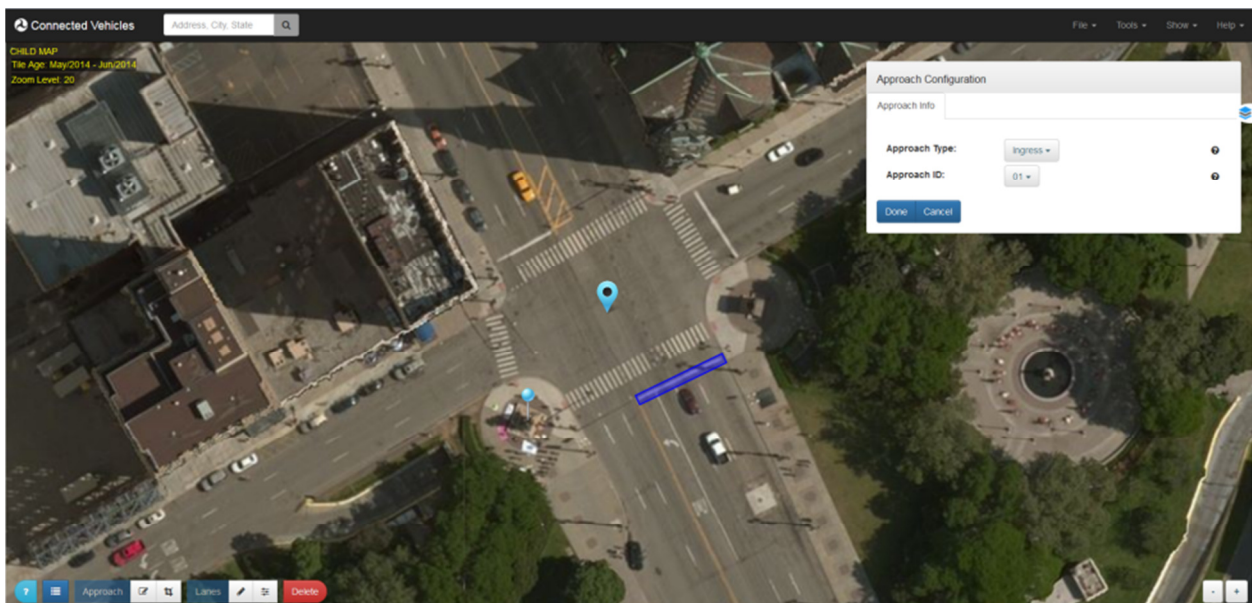 Connected Vehicles
Address, City, State
File
Tools
Show
Help
CHILD MAP
Tile Age: May/2014 - Jun/2014
Zoom Level: 20
Approach Configuration
Approach Info
Approach Type:
Ingress
?
Approach ID:
01
?
Done
Cancel
?
Approach
Lanes
Delete
-
+